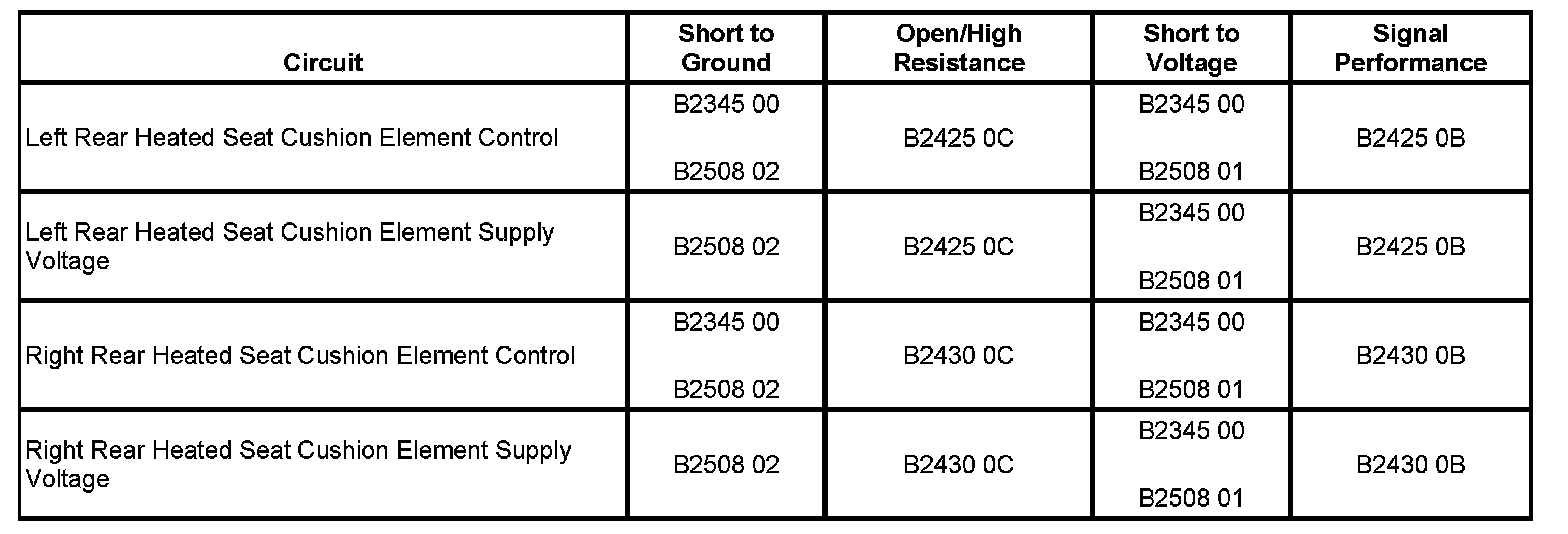 Circuit
Short to
Ground
Open/High
Resistance
Short to
Voltage
Signal
Performance
Left Rear Heated Seat Cushion Element Control
B2345 00
B2508 02
B2425 0C
B2345 00
B2508 01
B2425 0B
Left Rear Heated Seat Cushion Element Supply
Voltage
B2508 02
B2425 0C
B2345 00
B2508 01
B2425 0B
Right Rear Heated Seat Cushion Element Control
B2345 00
B2508 02
B2430 0C
B2345 00
B2508 01
B2430 0B
Right Rear Heated Seat Cushion Element Supply
Voltage
B2508 02
B2430 0C
B2345 00
B2508 01
B2430 0B